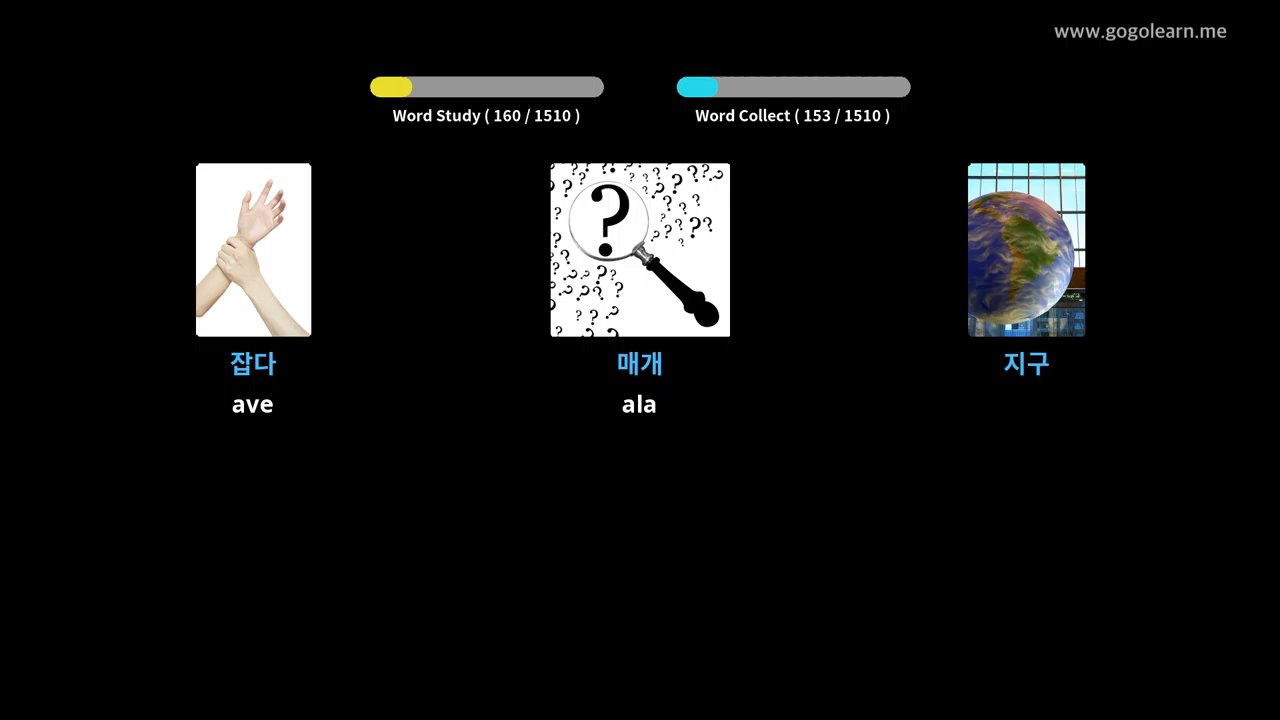 www.gogolearn.me
Word Study ( 160 / 1510 )
Word Collect ( 153 / 1510 )
잡다
매개
지구
ave
ala